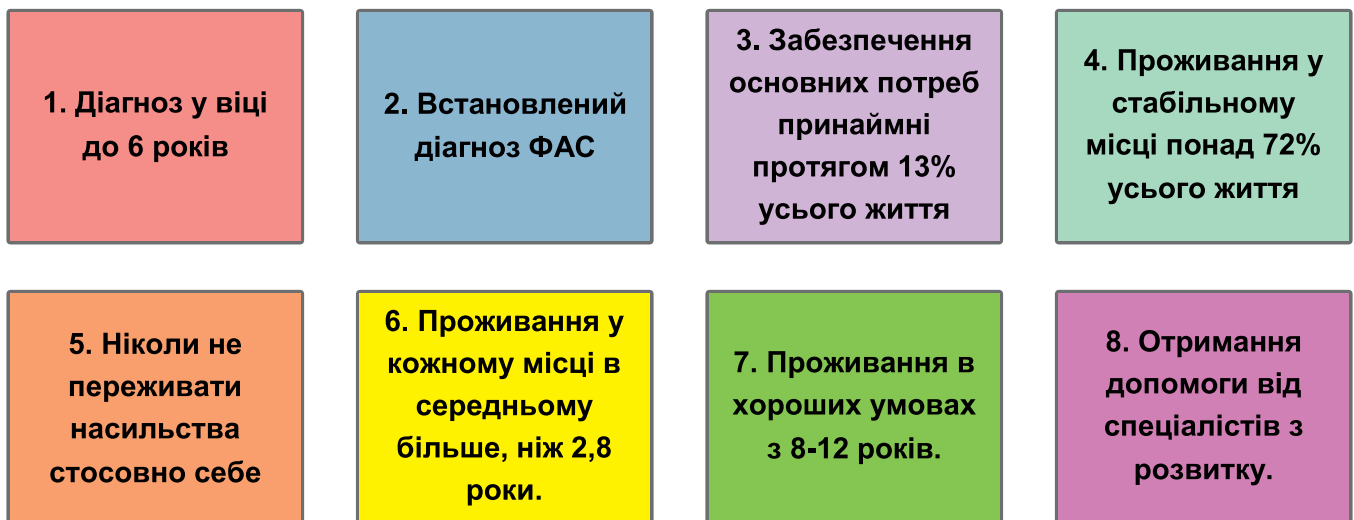 1. Діагноз у віці
до 6 років
2. Встановлений
діагноз ФАС
3. Забезпечення
основних потреб
принаймні
протягом 13%
усього життя
4. Проживання у
стабільному
місці понад 72%
усього життя
5. Ніколи не
переживати
насильства
стосовно себе
6. Проживання у
кожному місці в
середньому
більше, ніж 2,8
роки.
7. Проживання в
хороших умовах
з 8-12 років.
8. Отримання
допомоги від
спеціалістів з
розвитку.